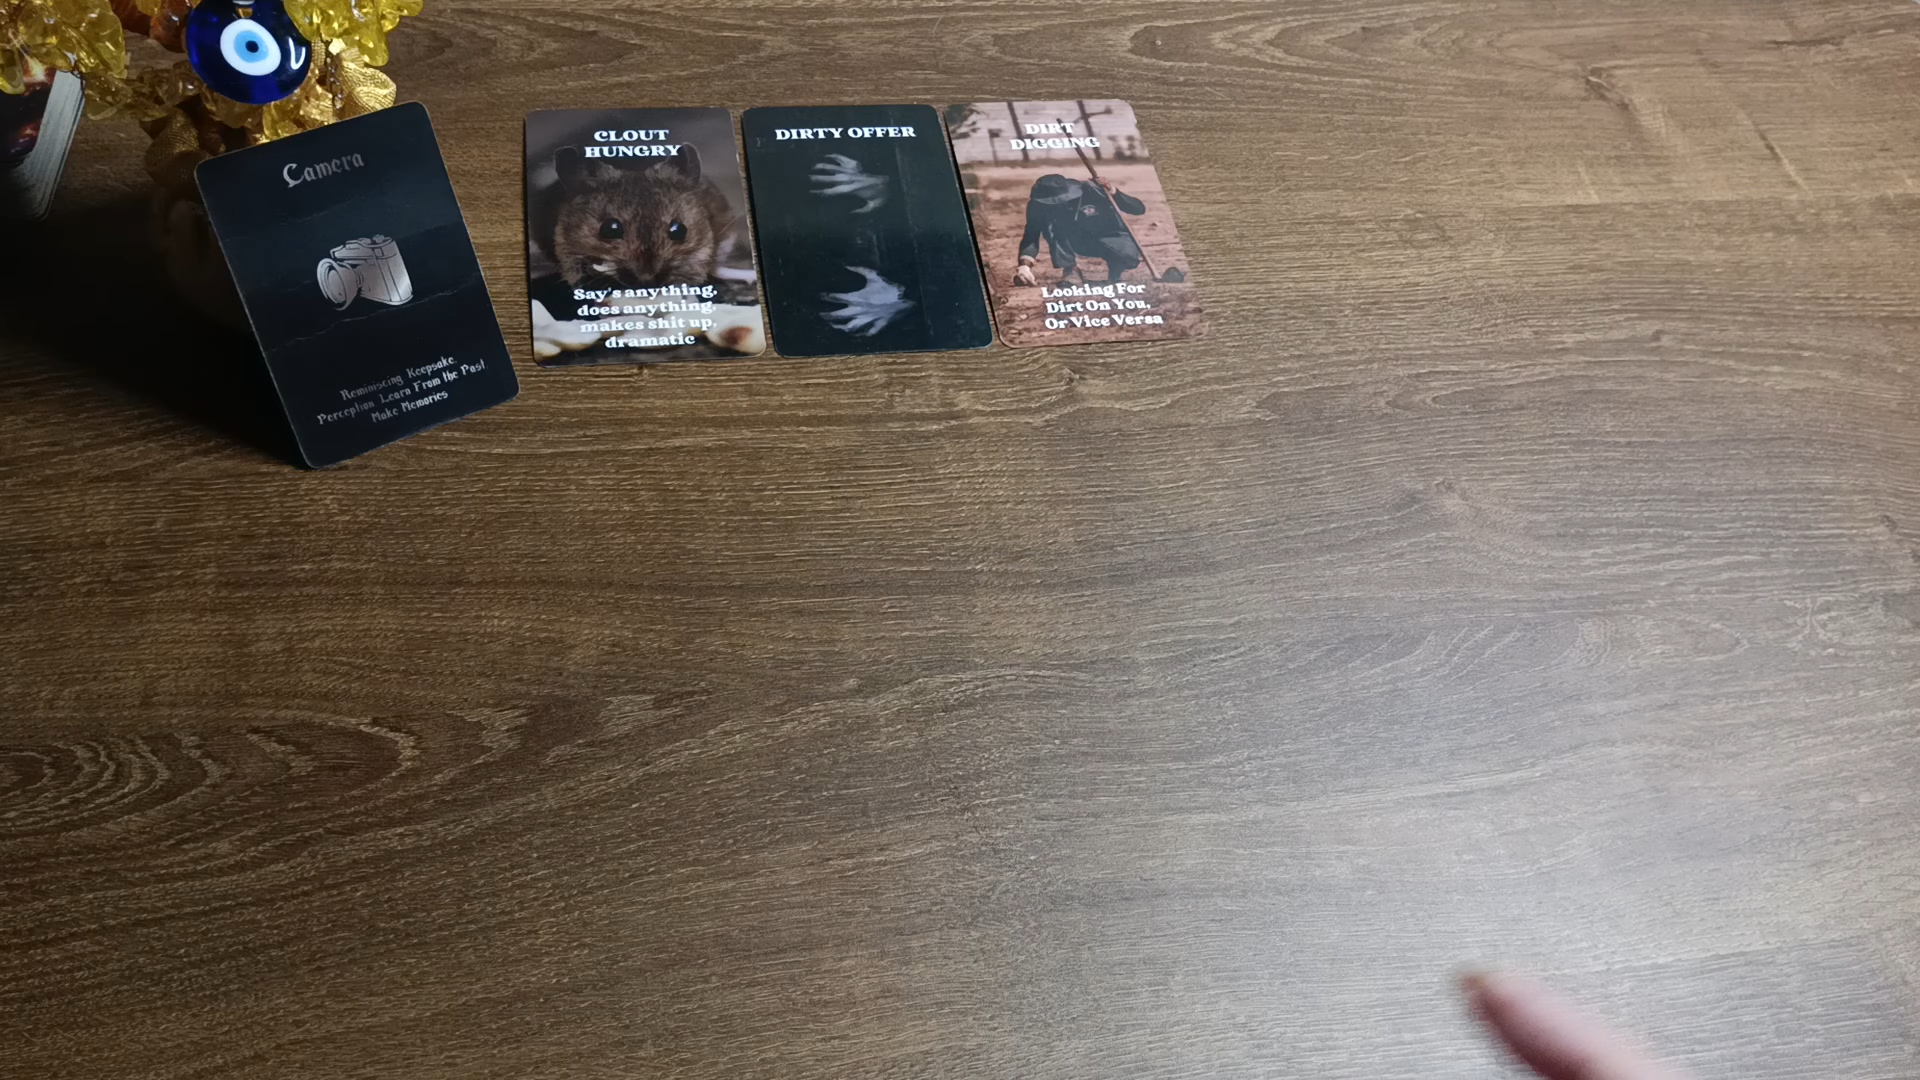 Camera
Reminiscing Keepsake.
Perception Learn From the Past
Make Memories
CLOUT
HUNGRY
Say's anything,
does anything,
makes shit up,
dramatic
DIRTY OFFER
DIRT
DIGGING
Looking For
Dirt On You,
Or Vice Versa